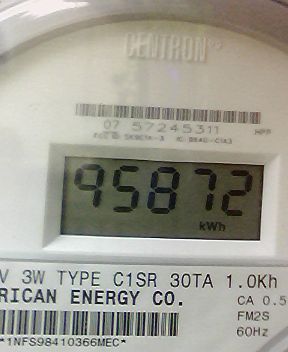 CENTRON
07 57245311 HPP
95872
kWh
V 3W TYPE C1SR 30TA 1.0Kh
RICAN ENERGY CO. CA 0.5
FM2S
60Hz
*1NFS98410366MEC*